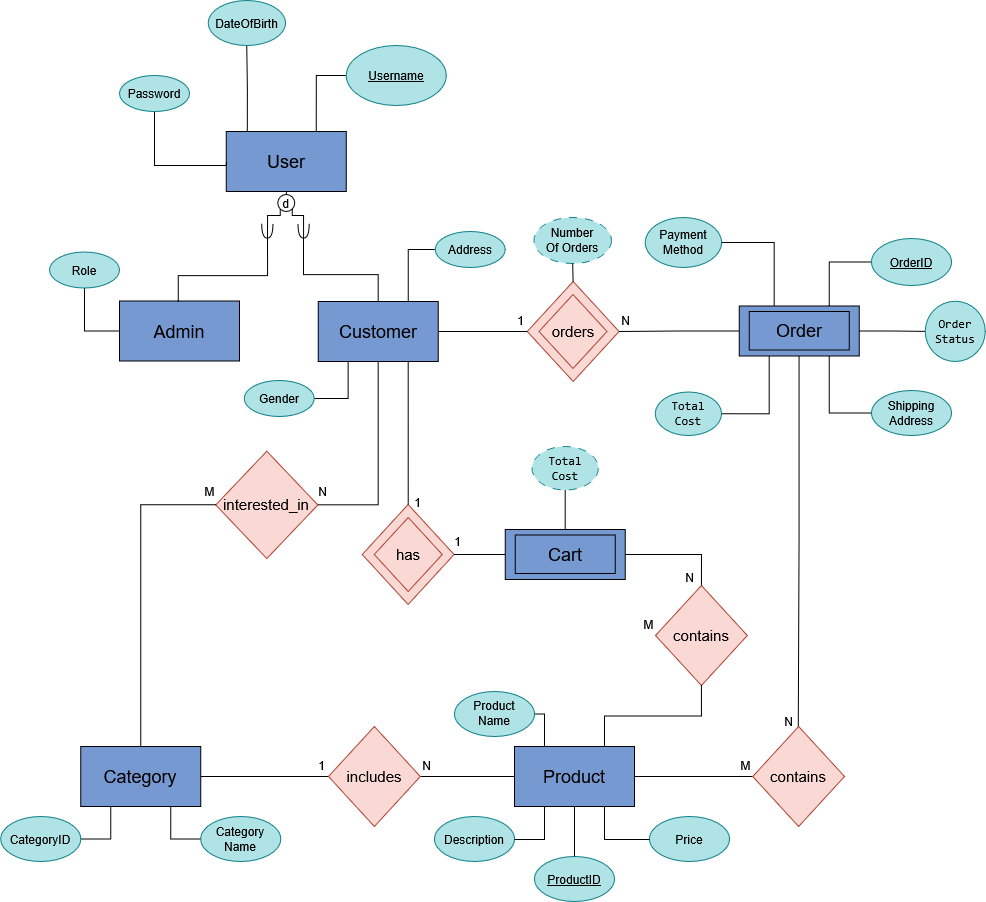 DateOfBirth
Username
Password
User
d
Number
Of Orders
Payment
Method
Address
OrderID
Role
1
N
Order
Status
Admin
Customer
orders
Order
Gender
Total
Cost
Shipping
Address
Total
Cost
M
N
interested_in
1
1
has
Cart
N
M
contains
Product
Name
N
1
N
M
Category
includes
Product
contains
CategoryID
Category
Name
Description
Price
ProductID